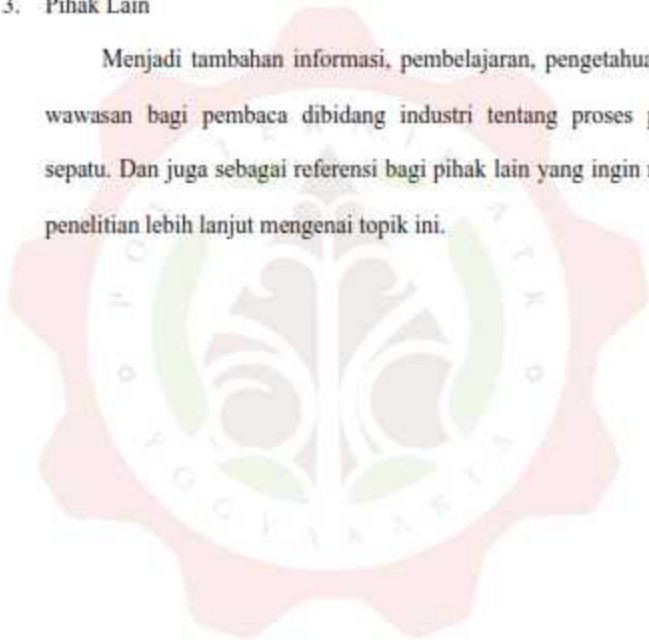 3. Pihak Lain
Menjadi tambahan informasi, pembelajaran,
wawasan bagi pembaca dibidang industri tentang proses
sepatu. Dan juga sebagai referensi bagi pihak lain yang ingin
penelitian lebih lanjut mengenai topik ini.
YOGYAKARTA